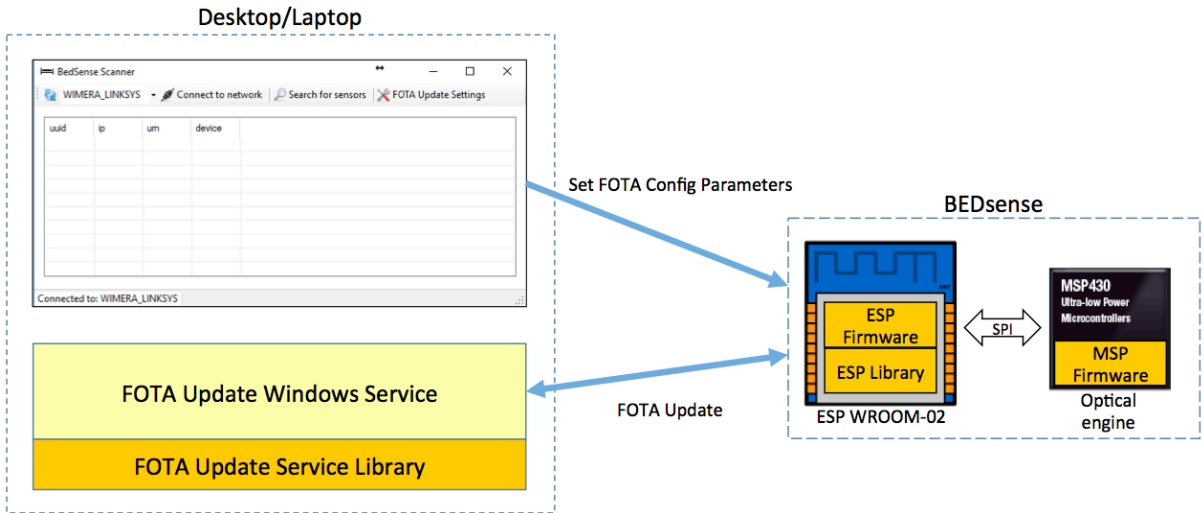 Desktop/Laptop
BedSense Scanner
WIMERA_LINKSYS Connect to network Search for sensors FOTA Update Settings
uuid ip um device
Connected to: WIMERA_LINKSYS
FOTA Update Windows Service
FOTA Update Service Library
Set FOTA Config Parameters
FOTA Update
BEDsense
ANT
ESP
Firmware
ESP Library
ESP WROOM-02
SPI
MSP430
Ultra-low Power
Microcontrollers
MSP
Firmware
Optical
engine